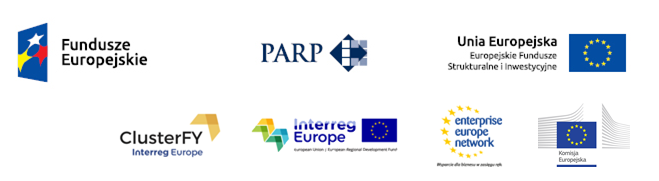 Fundusze
Europejskie
PARP
Unia Europejska
Europejskie Fundusze
Strukturalne i Inwestycyjne
ClusterFY
Interreg Europe
Interreg
Europe
European Union | European Regional Development Fund
enterprise
europe
network
Wsparcie dla biznesu w zasięgu ręki
Komisja
Europejska